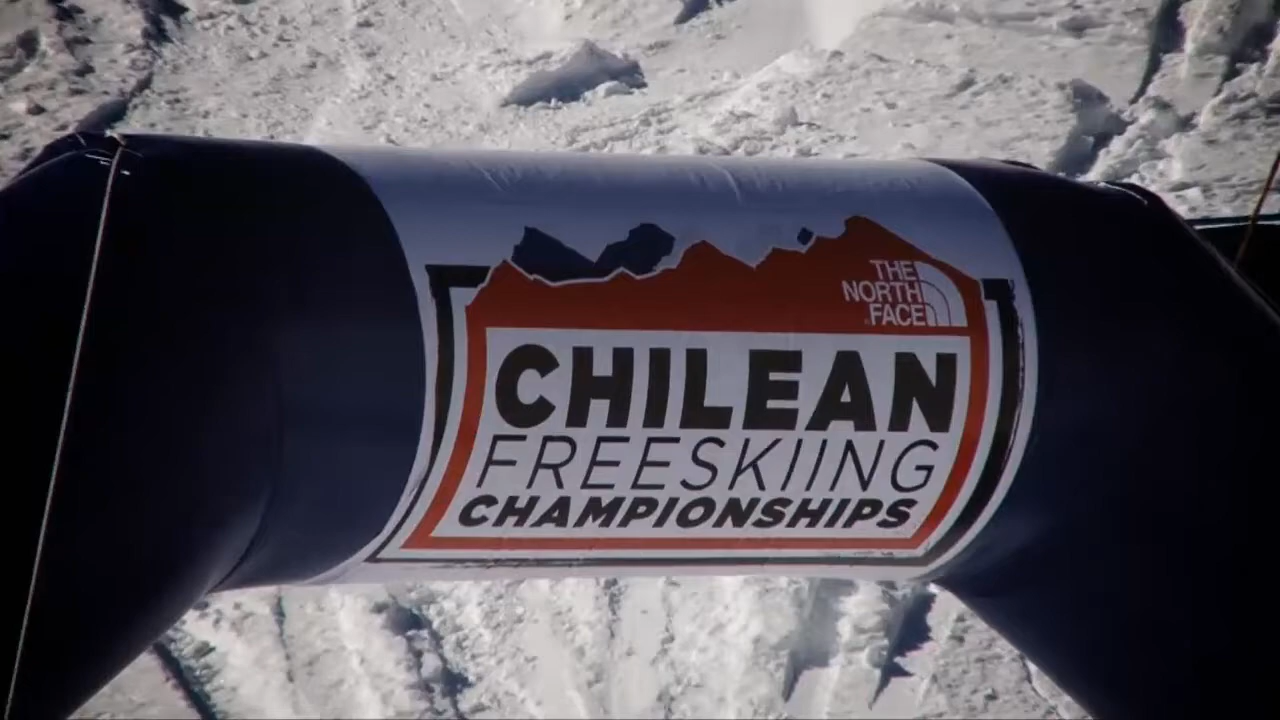 THE
NORTH
FACE
CHILEAN
FREESKIING
CHAMPIONSHIPS